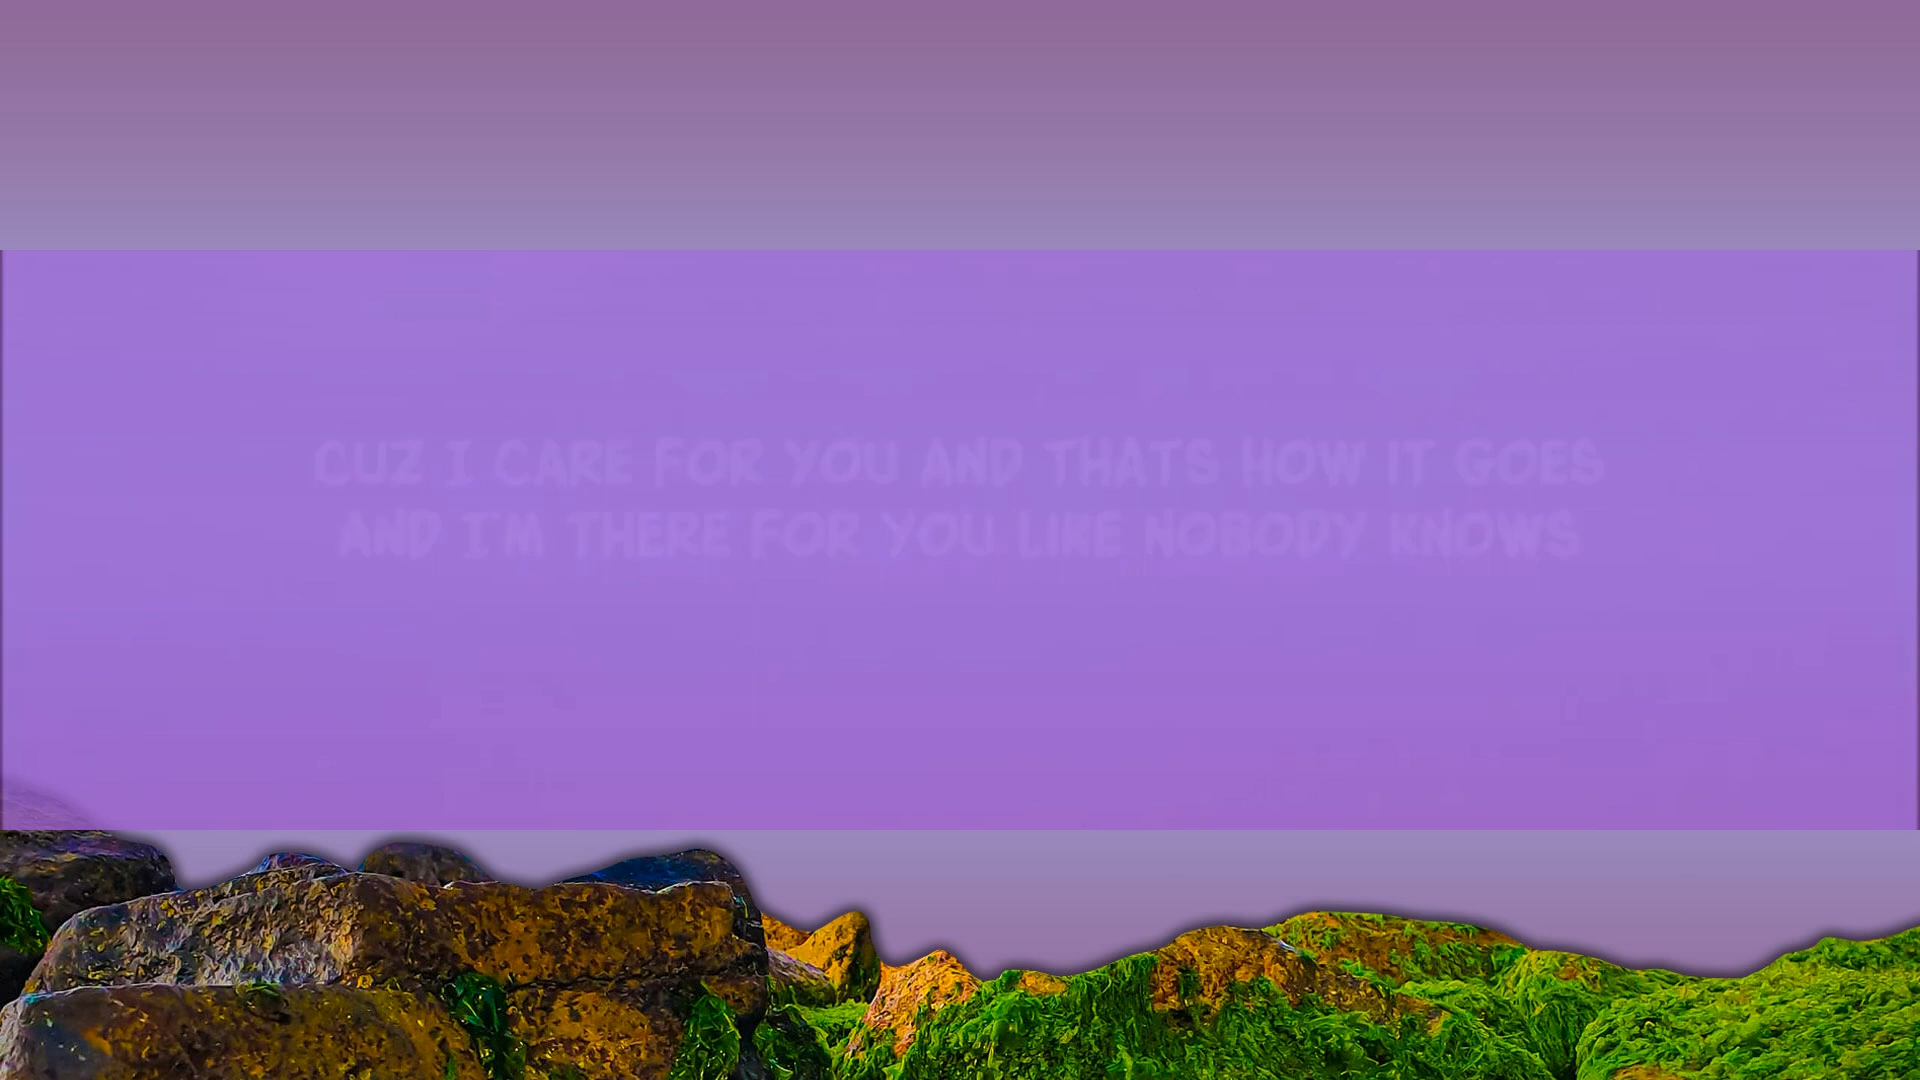 CUZ I CARE FOR YOU AND THATS HOW IT GOES
AND I'M THERE FOR YOU LIKE NOBODY KNOWS